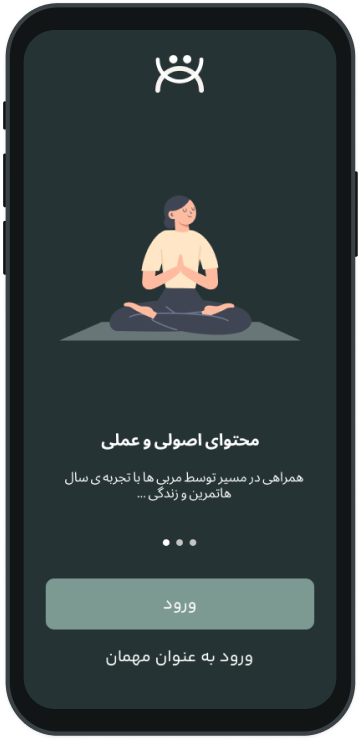 محتوای اصولی و عملی
همراهی در مسیر توسط مربی ها با تجربه ی سال
هاتمرین و زندگی ...
ورود
ورود به عنوان مهمان